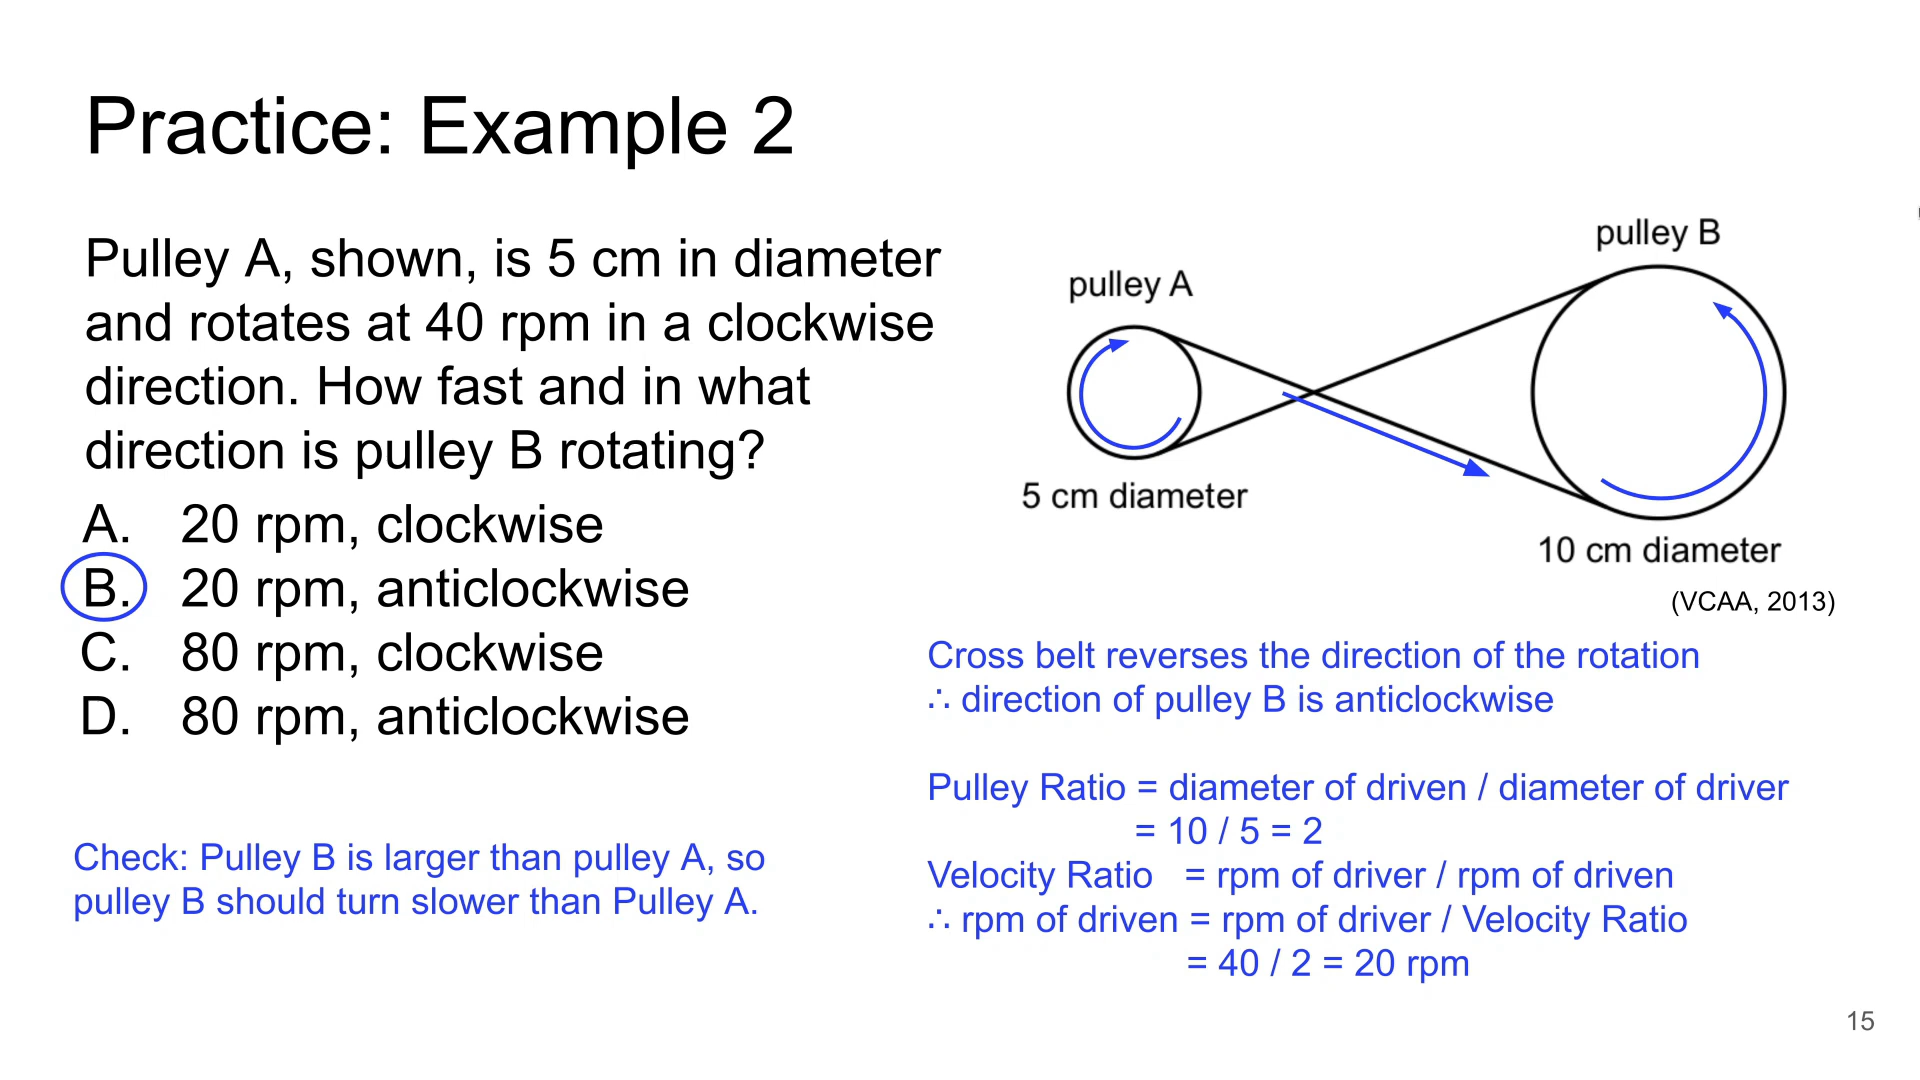 Practice: Example 2
Pulley A, shown, is 5 cm in diameter
and rotates at 40 rpm in a clockwise
direction. How fast and in what
direction is pulley B rotating?
A. 20 rpm, clockwise
B. 20 rpm, anticlockwise
C. 80 rpm, clockwise
D. 80 rpm, anticlockwise
Check: Pulley B is larger than pulley A, so
pulley B should turn slower than Pulley A.
pulley A
pulley B
5 cm diameter
10 cm diameter
(VCAA, 2013)
Cross belt reverses the direction of the rotation
∴ direction of pulley B is anticlockwise
Pulley Ratio = diameter of driven / diameter of driver
= 10 / 5 = 2
Velocity Ratio = rpm of driver / rpm of driven
∴ rpm of driven = rpm of driver / Velocity Ratio
= 40 / 2 = 20 rpm
15